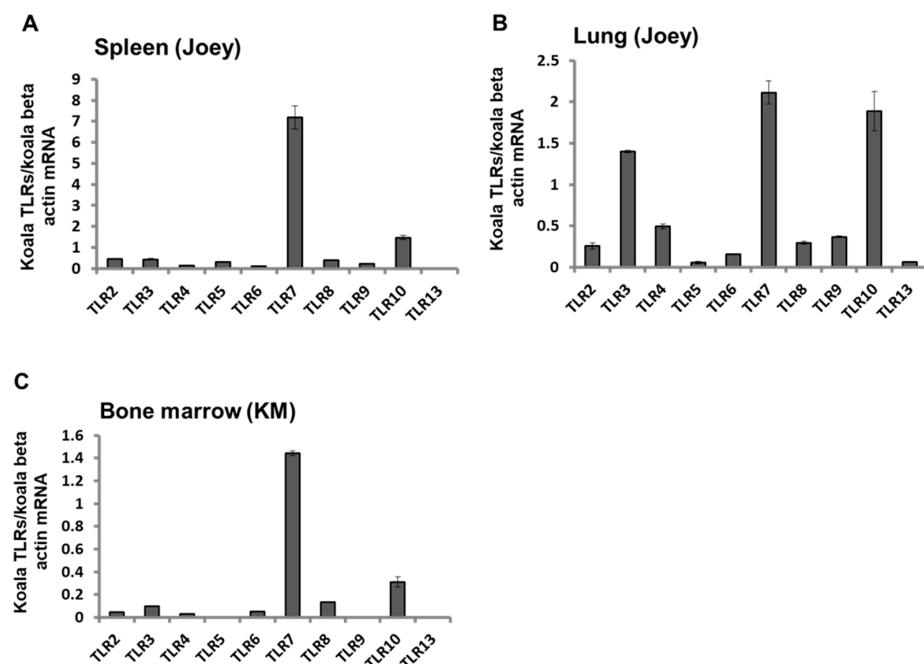 A
Spleen (Joey)
Koala TLRs/koala beta
actin mRNA
9
8
7
6
5
4
3
2
1
0
TLR2
TLR3
TLR4
TLR5
TLR6
TLR7
TLR8
TLR9
TLR10
TLR13
B
Lung (Joey)
Koala TLRs/koala beta
actin mRNA
2.5
2
1.5
1
0.5
0
TLR2
TLR3
TLR4
TLR5
TLR6
TLR7
TLR8
TLR9
TLR10
TLR13
C
Bone marrow (KM)
Koala TLRs/koala beta
actin mRNA
1.6
1.4
1.2
1
0.8
0.6
0.4
0.2
0
TLR2
TLR3
TLR4
TLR5
TLR6
TLR7
TLR8
TLR9
TLR10
TLR13